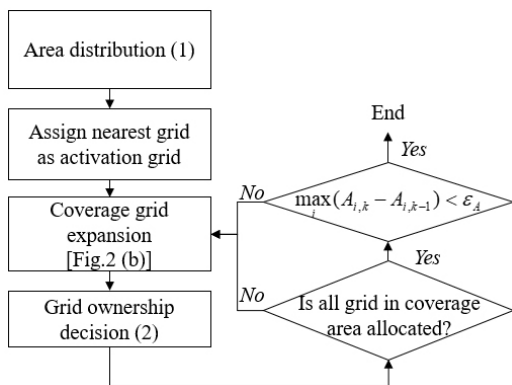 Area distribution (1)
Assign nearest grid
as activation grid
Coverage grid
expansion
[Fig.2 (b)]
Grid ownership
decision (2)
End
Yes
No
max_i(A_{i,k} − A_{i,k−1}) < ε_A
Yes
No
Is all grid in coverage
area allocated?